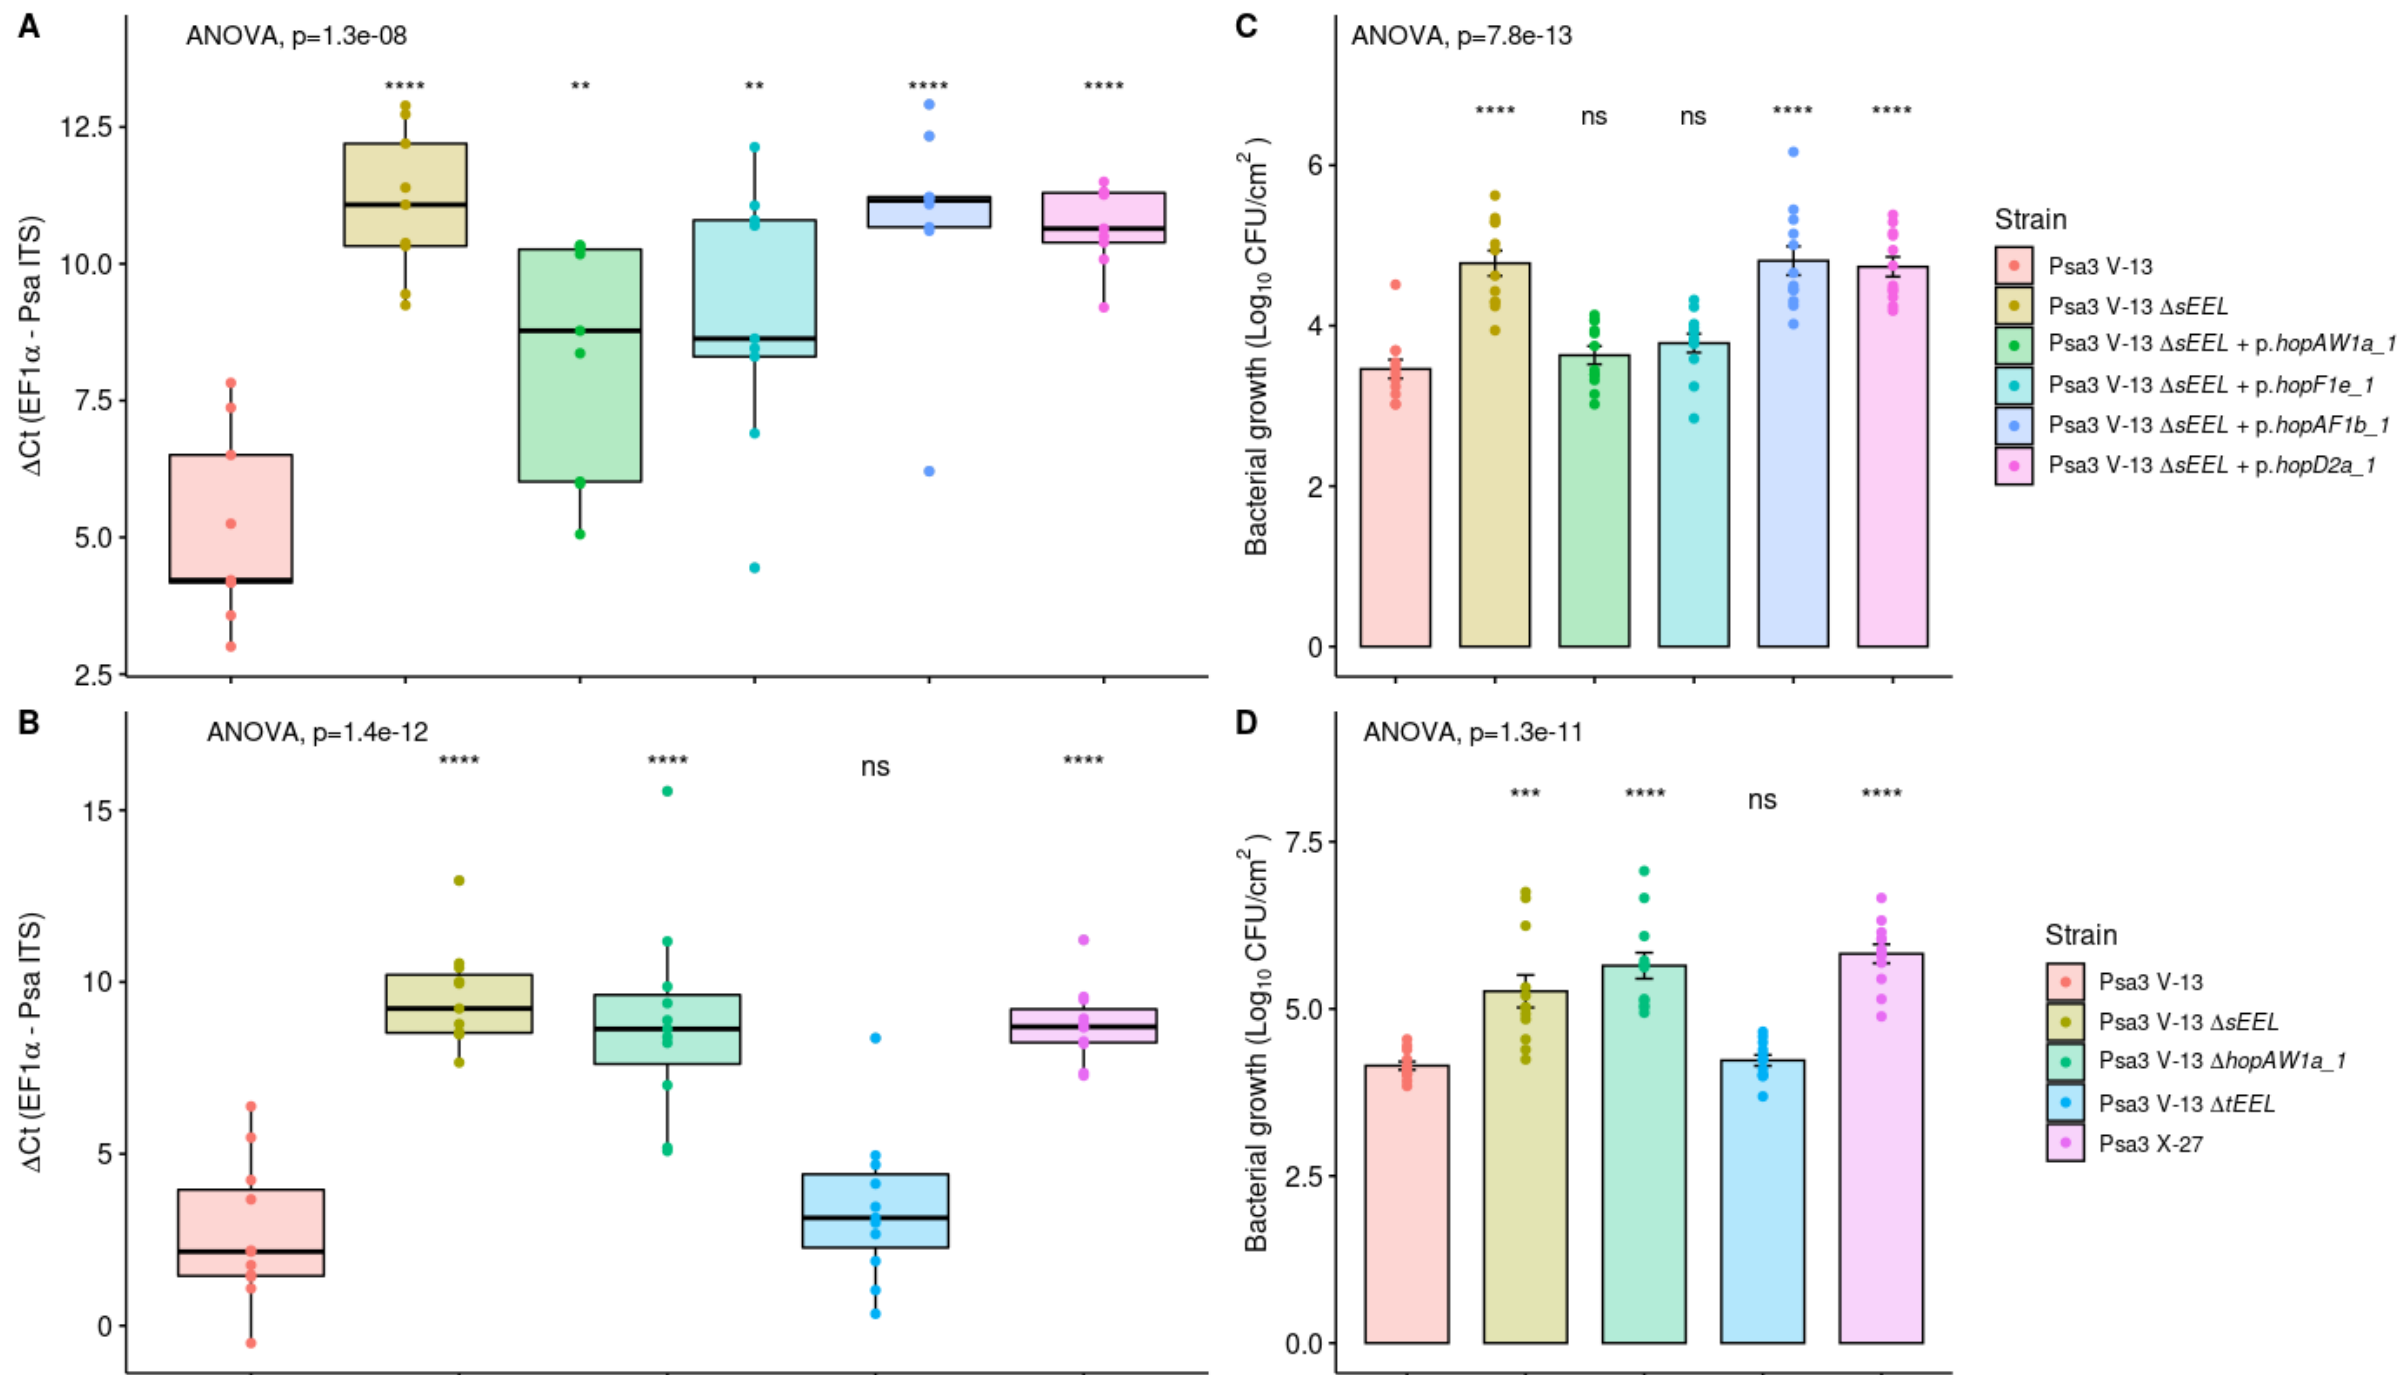 A
ANOVA, p=1.3e-08
**** ** ** **** ****
ΔCt (EF1α - Psa ITS)
12.5
10.0
7.5
5.0
2.5
B
ANOVA, p=1.4e-12
**** **** ns ****
ΔCt (EF1α - Psa ITS)
15
10
5
0
C
ANOVA, p=7.8e-13
**** ns ns **** ****
Bacterial growth (Log₁₀ CFU/cm²)
6
4
2
0
Strain
Psa3 V-13
Psa3 V-13 ΔsEEL
Psa3 V-13 ΔsEEL + p.hopAW1a_1
Psa3 V-13 ΔsEEL + p.hopF1e_1
Psa3 V-13 ΔsEEL + p.hopAF1b_1
Psa3 V-13 ΔsEEL + p.hopD2a_1
D
ANOVA, p=1.3e-11
*** **** ns ****
Bacterial growth (Log₁₀ CFU/cm²)
7.5
5.0
2.5
0.0
Strain
Psa3 V-13
Psa3 V-13 ΔsEEL
Psa3 V-13 ΔhopAW1a_1
Psa3 V-13 ΔtEEL
Psa3 X-27